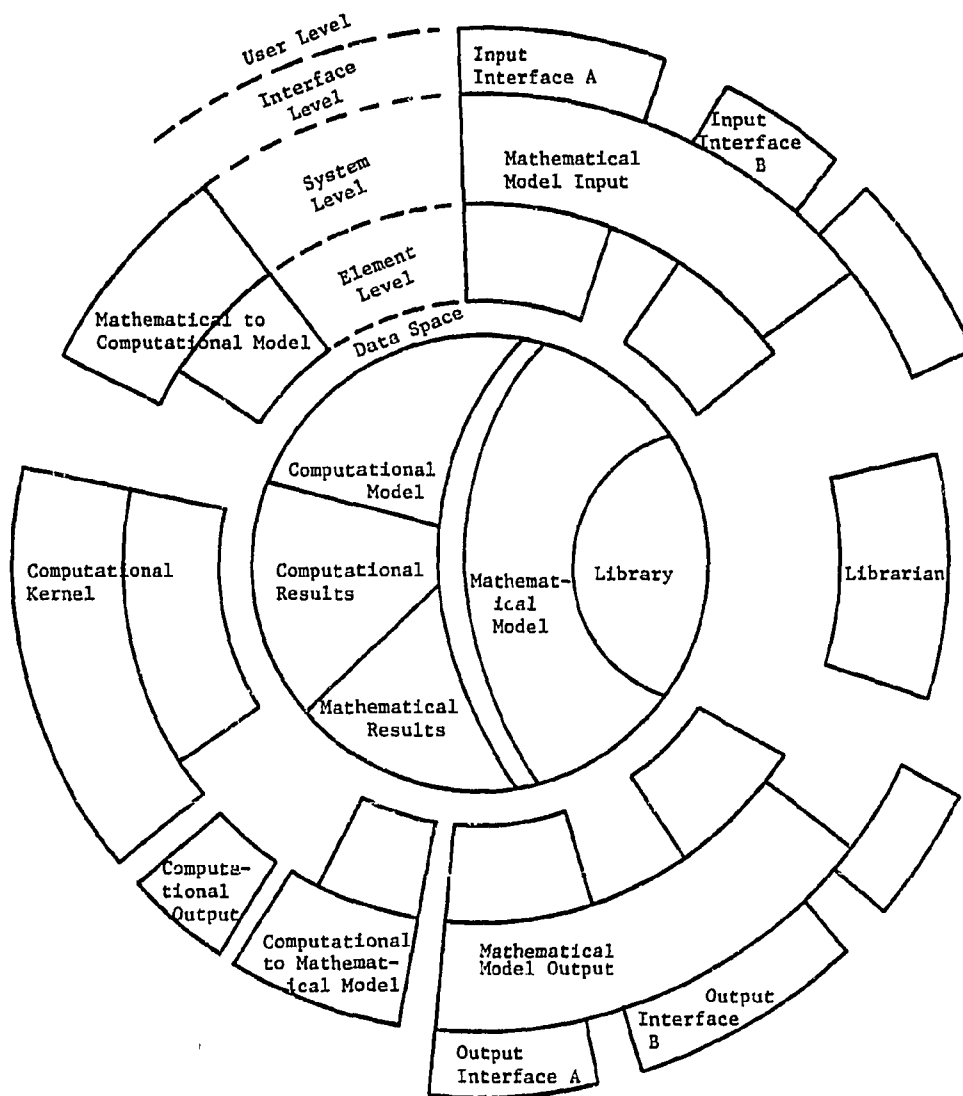 User Level
Interface
Level
System
Level
Element
Level
Data Space
Input
Interface A
Input
Interface
B
Mathematical
Model Input
Mathematical to
Computational Model
Computational
Model
Computational
Results
Mathematical
Results
Mathemat-
ical
Model
Library
Librarian
Computational
Kernel
Computa-
tional
Output
Computational
to Mathemat-
ical Model
Mathematical
Model Output
Output
Interface A
Output
Interface
B